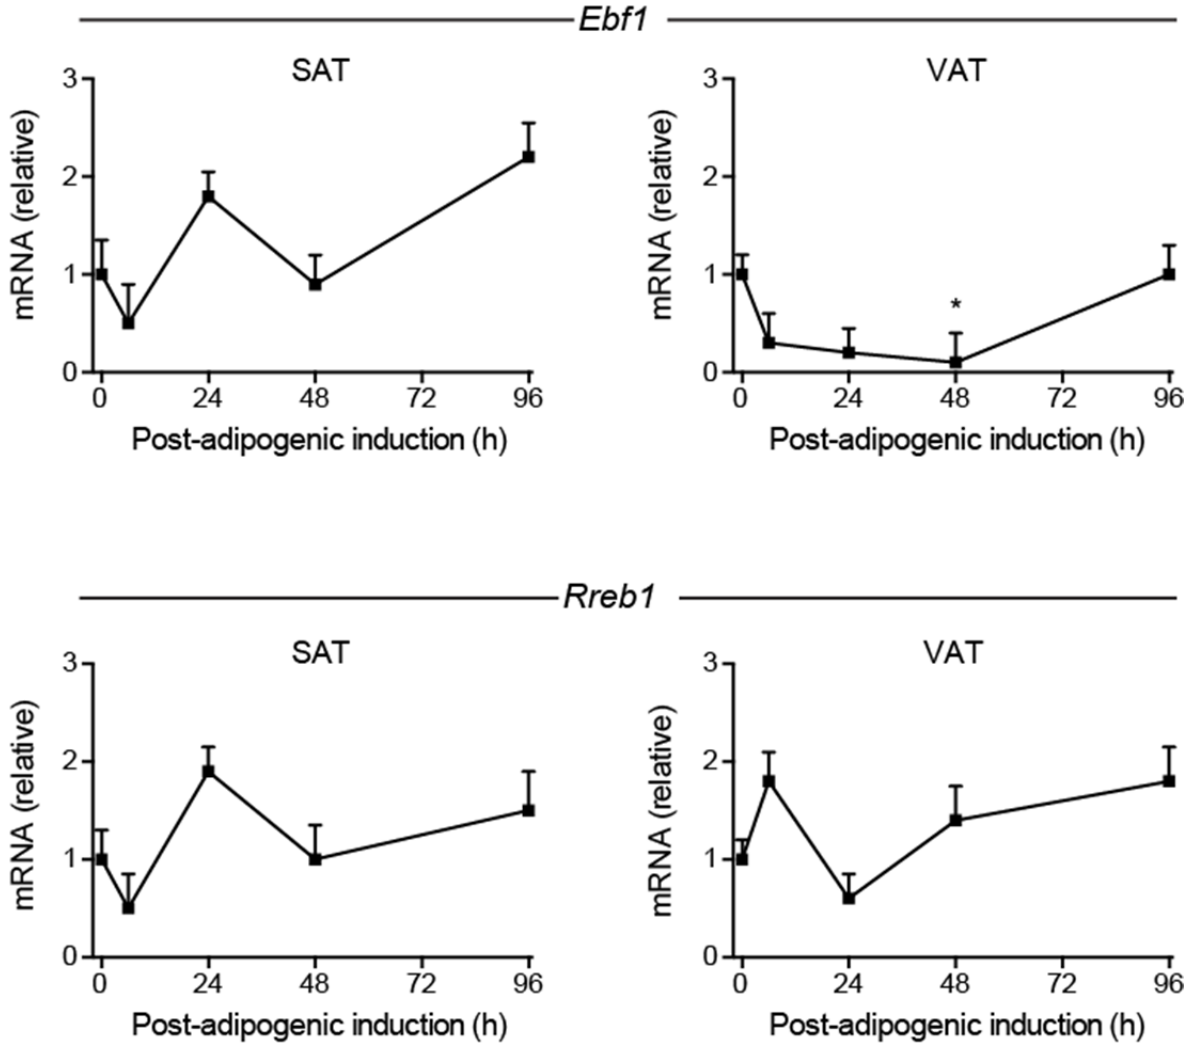 Ebf1
SAT
VAT
mRNA (relative)
3
2
1
0
0 24 48 72 96
Post-adipogenic induction (h)
mRNA (relative)
3
2
1
0
*
0 24 48 72 96
Post-adipogenic induction (h)
Rreb1
SAT
VAT
mRNA (relative)
3
2
1
0
0 24 48 72 96
Post-adipogenic induction (h)
mRNA (relative)
3
2
1
0
0 24 48 72 96
Post-adipogenic induction (h)